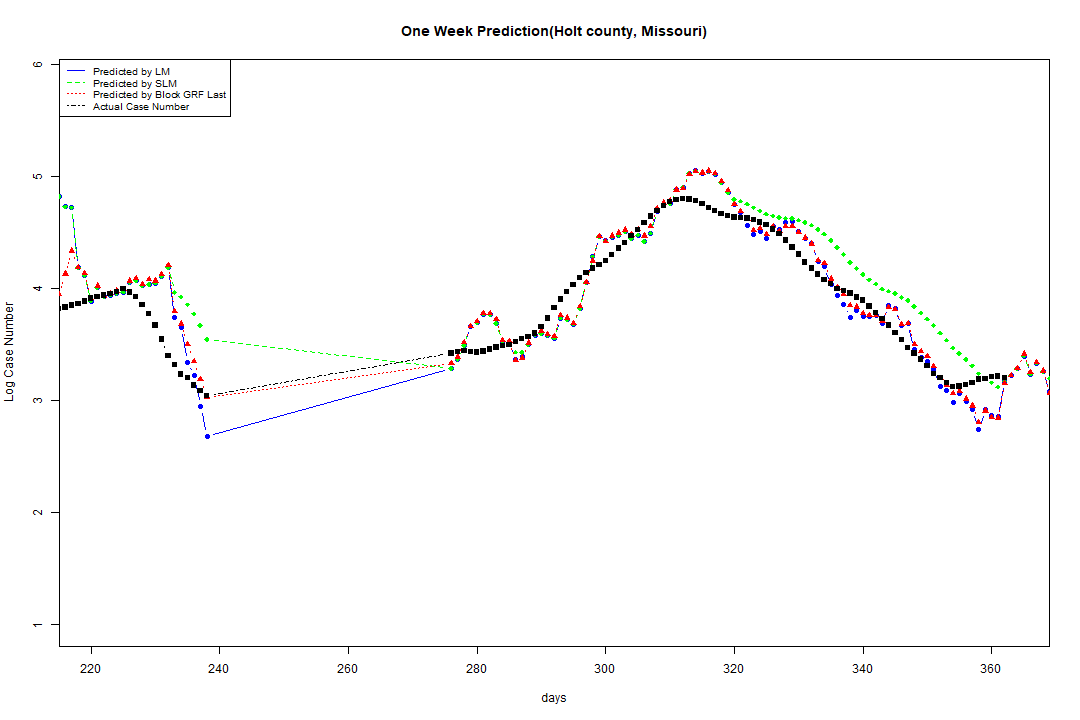 One Week Prediction(Holt county, Missouri)
Predicted by LM
Predicted by SLM
Predicted by Block GRF Last
Actual Case Number
6
5
4
3
2
1
Log Case Number
220 240 260 280 300 320 340 360
days